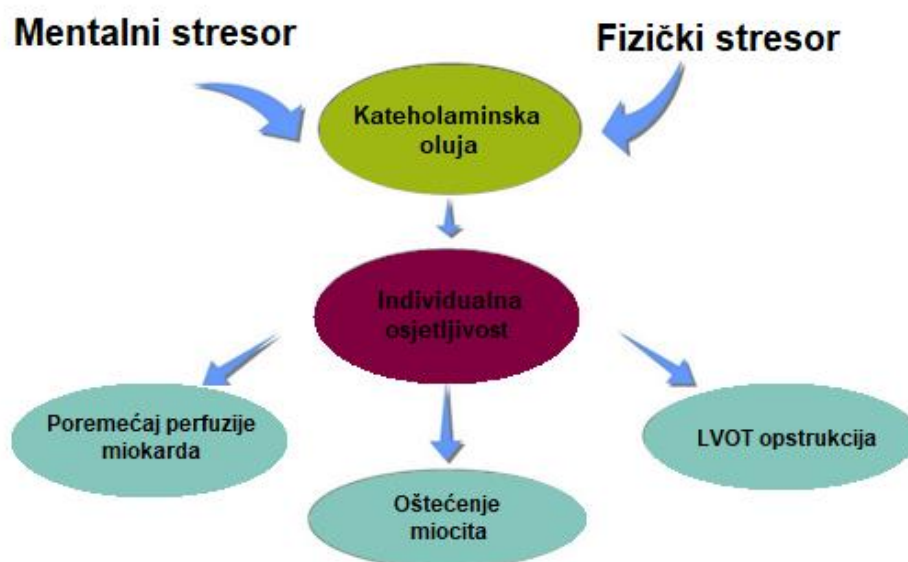 Mentalni stresor
Fizički stresor
Kateholaminska
oluja
Individualna
osjetljivost
Poremećaj perfuzije
miokarda
LVOT opstrukcija
Oštećenje
miocita